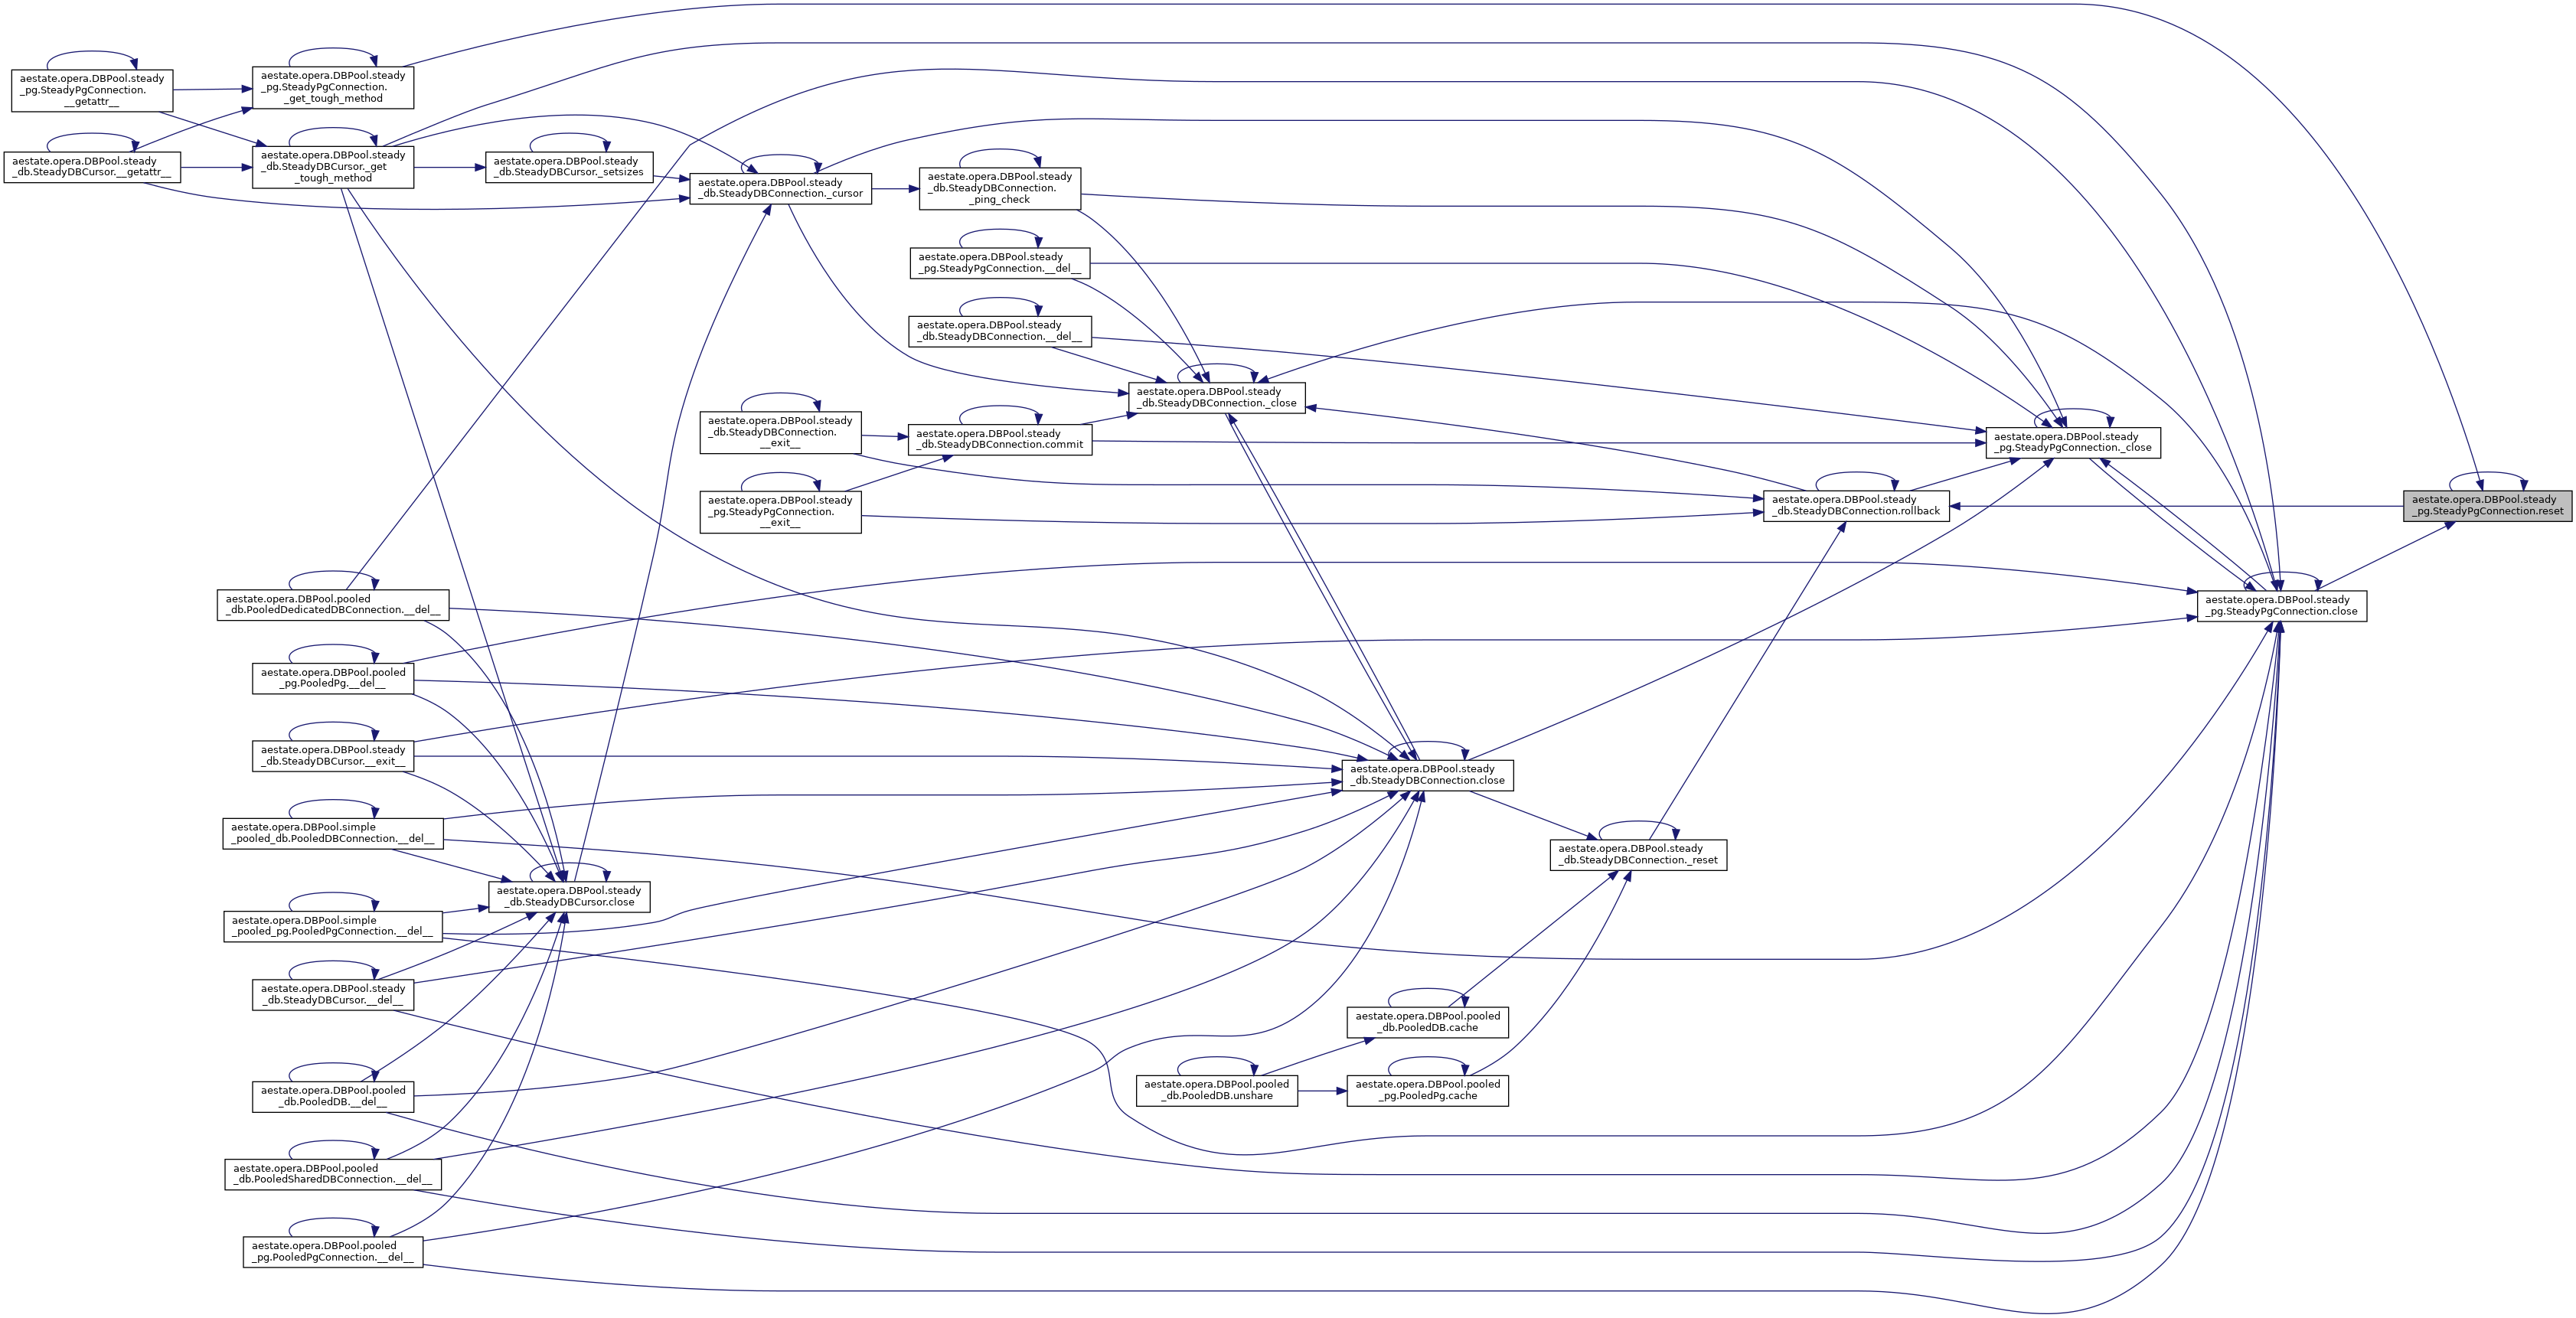 aestate.opera.DBPool.steady
_pg.SteadyPgConnection.
__getattr__
aestate.opera.DBPool.steady
_pg.SteadyPgConnection.
_get_tough_method
aestate.opera.DBPool.steady
_db.SteadyDBCursor.__getattr__
aestate.opera.DBPool.steady
_db.SteadyDBCursor._get
_tough_method
aestate.opera.DBPool.steady
_db.SteadyDBCursor._setsizes
aestate.opera.DBPool.steady
_db.SteadyDBConnection._cursor
aestate.opera.DBPool.steady
_db.SteadyDBConnection.
_ping_check
aestate.opera.DBPool.steady
_pg.SteadyPgConnection.__del__
aestate.opera.DBPool.steady
_db.SteadyDBConnection.__del__
aestate.opera.DBPool.steady
_db.SteadyDBConnection._close
aestate.opera.DBPool.steady
_db.SteadyDBConnection.
__exit__
aestate.opera.DBPool.steady
_db.SteadyDBConnection.commit
aestate.opera.DBPool.steady
_pg.SteadyPgConnection._close
aestate.opera.DBPool.steady
_pg.SteadyPgConnection.
__exit__
aestate.opera.DBPool.steady
_db.SteadyDBConnection.rollback
aestate.opera.DBPool.steady
_pg.SteadyPgConnection.reset
aestate.opera.DBPool.pooled
_db.PooledDedicatedDBConnection.__del__
aestate.opera.DBPool.steady
_pg.SteadyPgConnection.close
aestate.opera.DBPool.pooled
_pg.PooledPg.__del__
aestate.opera.DBPool.steady
_db.SteadyDBCursor.__exit__
aestate.opera.DBPool.steady
_db.SteadyDBConnection.close
aestate.opera.DBPool.simple
_pooled_db.PooledDBConnection.__del__
aestate.opera.DBPool.steady
_db.SteadyDBConnection._reset
aestate.opera.DBPool.steady
_db.SteadyDBCursor.close
aestate.opera.DBPool.simple
_pooled_pg.PooledPgConnection.__del__
aestate.opera.DBPool.steady
_db.SteadyDBCursor.__del__
aestate.opera.DBPool.pooled
_db.PooledDB.cache
aestate.opera.DBPool.pooled
_db.PooledDB.__del__
aestate.opera.DBPool.pooled
_db.PooledDB.unshare
aestate.opera.DBPool.pooled
_pg.PooledPg.cache
aestate.opera.DBPool.pooled
_db.PooledSharedDBConnection.__del__
aestate.opera.DBPool.pooled
_pg.PooledPgConnection.__del__